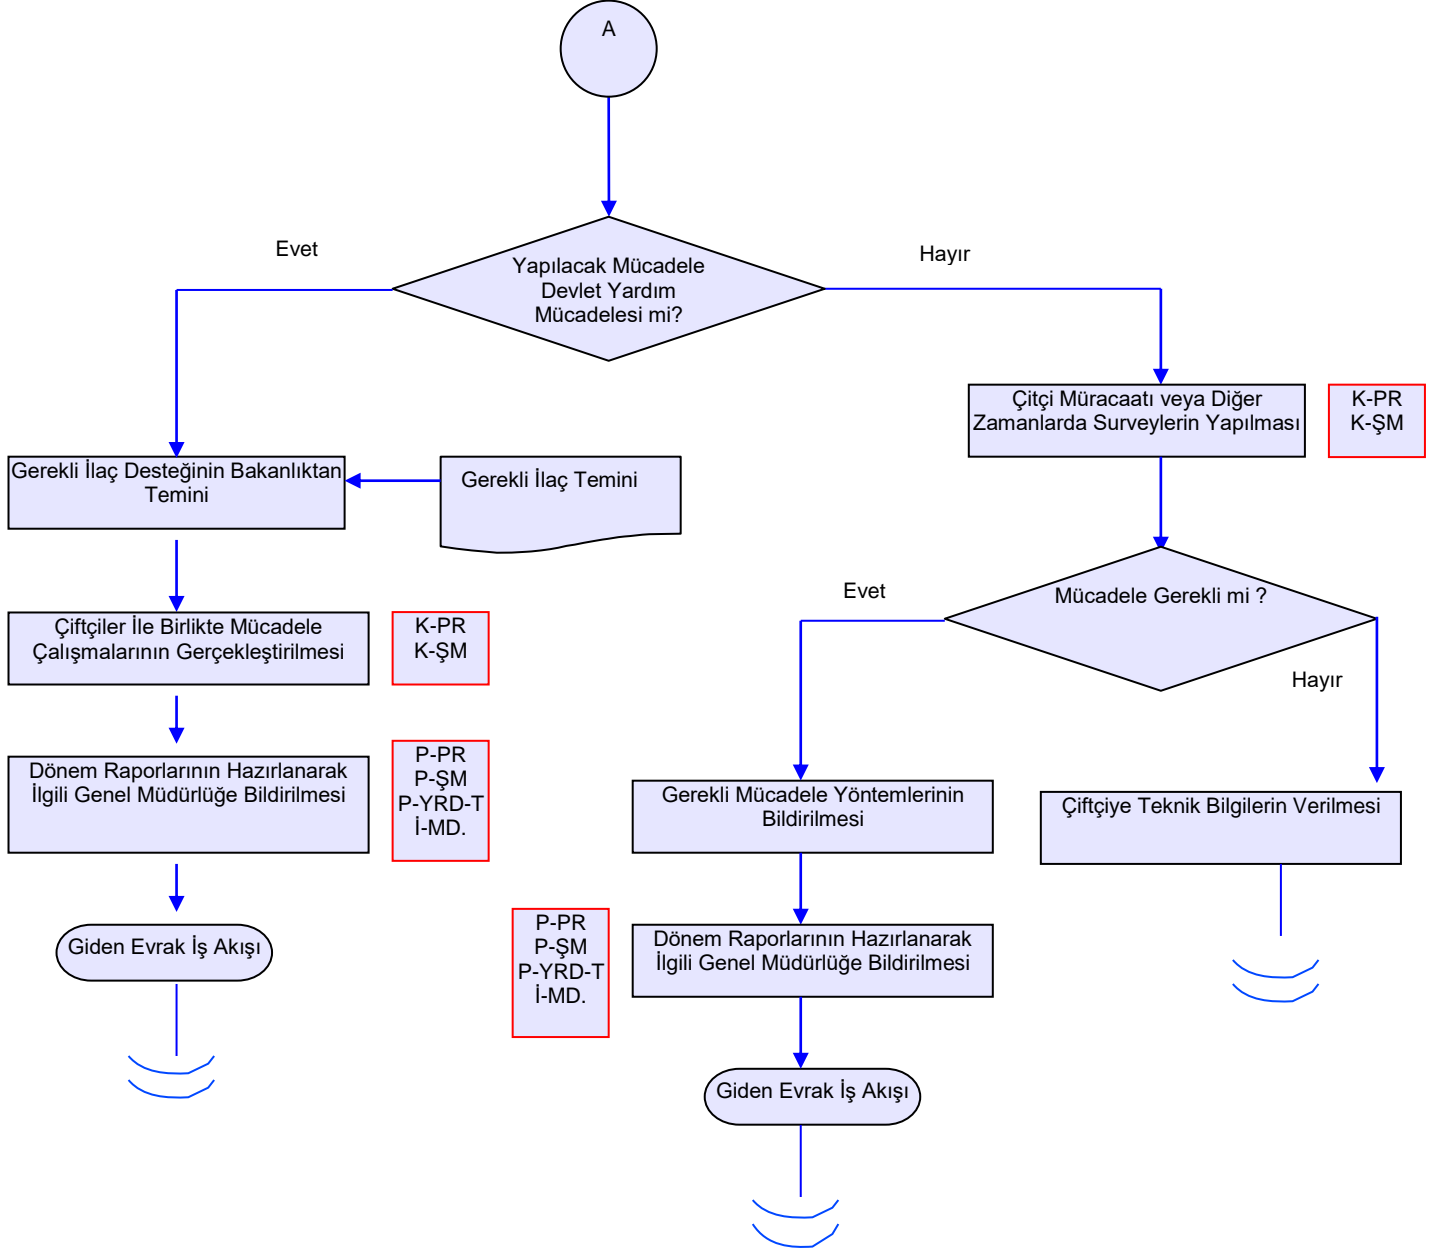 A
Evet
Hayır
Yapılacak Mücadele
Devlet Yardım
Mücadelesi mi?
Çitçi Müracaatı veya Diğer
Zamanlarda Surveylerin Yapılması
K-PR
K-ŞM
Gerekli İlaç Desteğinin Bakanlıktan
Temini
Gerekli İlaç Temini
Evet
Mücadele Gerekli mi ?
Hayır
Çiftçiler İle Birlikte Mücadele
Çalışmalarının Gerçekleştirilmesi
K-PR
K-ŞM
Dönem Raporlarının Hazırlanarak
İlgili Genel Müdürlüğe Bildirilmesi
P-PR
P-ŞM
P-YRD-T
İ-MD.
Gerekli Mücadele Yöntemlerinin
Bildirilmesi
Çiftçiye Teknik Bilgilerin Verilmesi
Giden Evrak İş Akışı
P-PR
P-ŞM
P-YRD-T
İ-MD.
Dönem Raporlarının Hazırlanarak
İlgili Genel Müdürlüğe Bildirilmesi
Giden Evrak İş Akışı